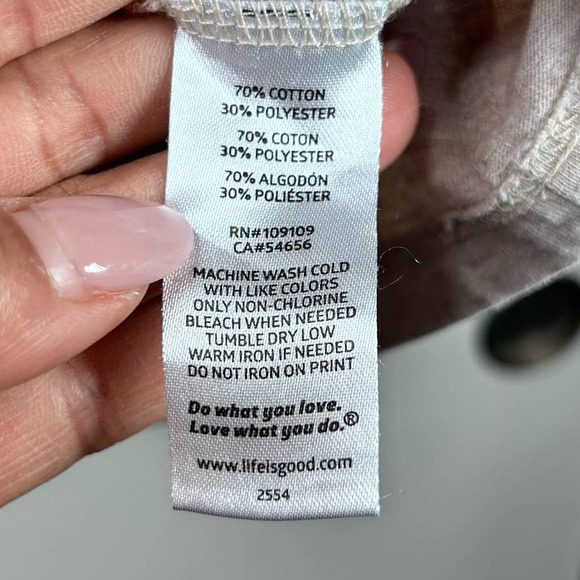 70% COTTON
30% POLYESTER
70% COTON
30% POLYESTER
70% ALGODÓN
30% POLIÉSTER
RN#109109
CA#54656
MACHINE WASH COLD
WITH LIKE COLORS
ONLY NON-CHLORINE
BLEACH WHEN NEEDED
TUMBLE DRY LOW
WARM IRON IF NEEDED
DO NOT IRON ON PRINT
Do what you love.
Love what you do.®
www.lifeisgood.com
2554